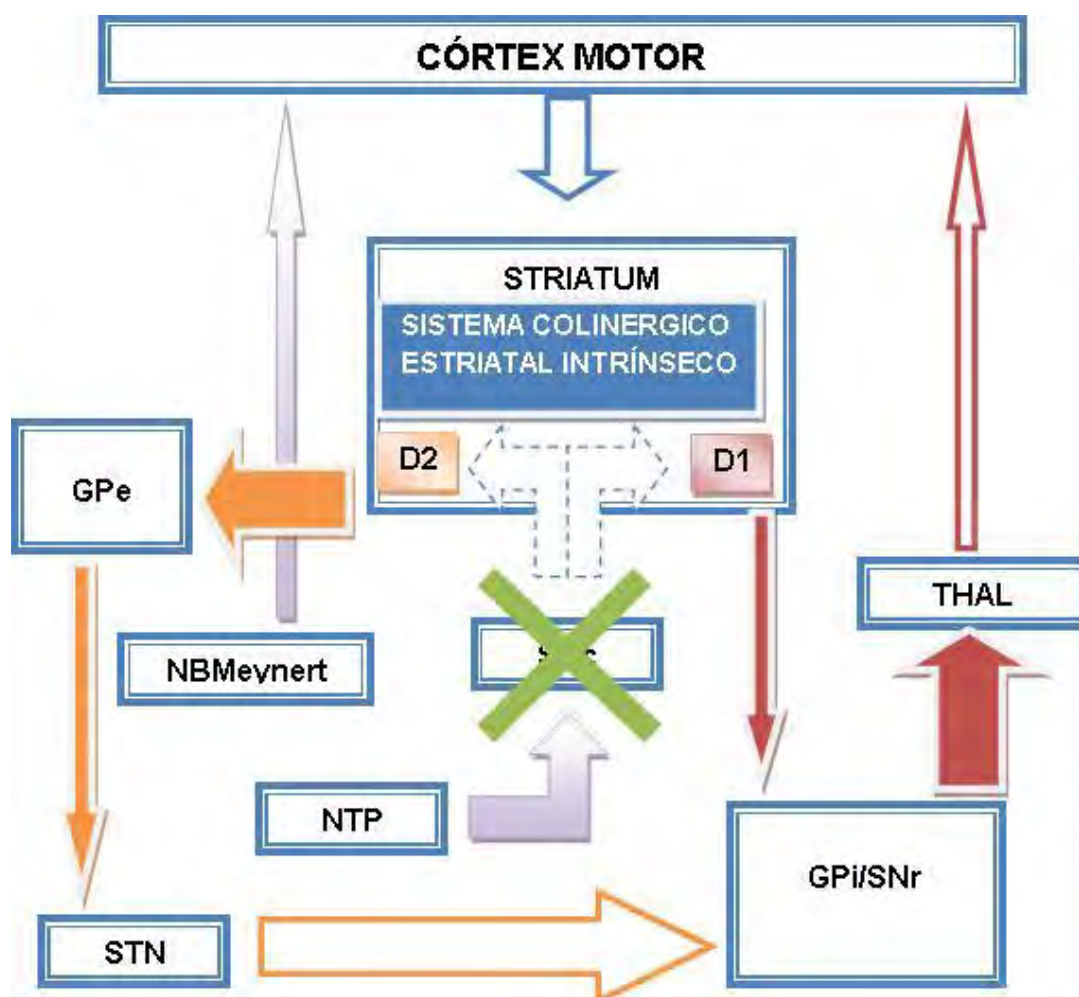 CÓRTEX MOTOR
STRIATUM
SISTEMA COLINERGICO
ESTRIATAL INTRÍNSECO
D2
D1
GPe
THAL
NBMeynert
NTP
GPi/SNr
STN